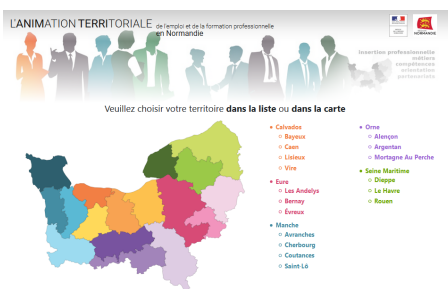 L'ANIMATION TERRITORIALE de l'emploi et de la formation professionnelle
en Normandie
NORMANDIE
insertion professionnelle
métiers
compétences
orientation
partenariats
Veuillez choisir votre territoire dans la liste ou dans la carte
Calvados
Bayeux
Caen
Lisieux
Vire
Eure
Les Andelys
Bernay
Évreux
Manche
Avranches
Cherbourg
Coutances
Saint-Lô
Orne
Alençon
Argentan
Mortagne Au Perche
Seine Maritime
Dieppe
Le Havre
Rouen